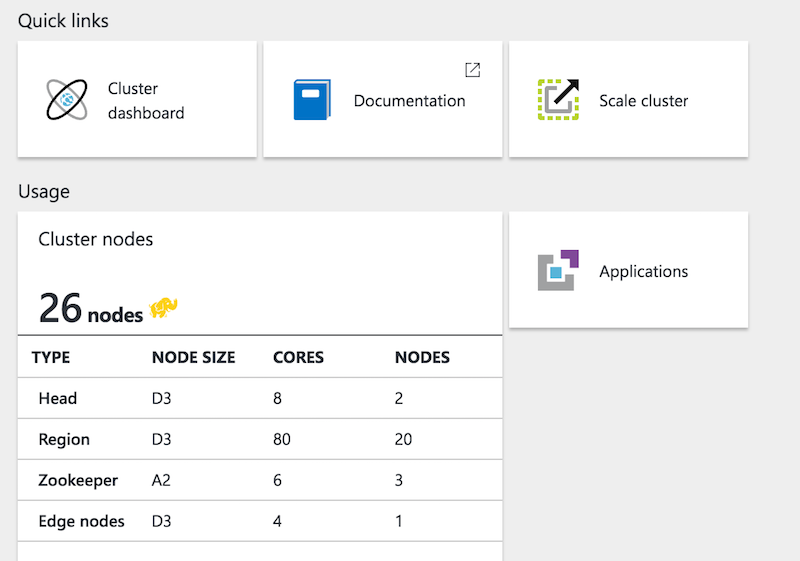 Quick links
Cluster
dashboard
Documentation
Scale cluster
Usage
Cluster nodes
26 nodes
TYPE NODE SIZE CORES NODES
Head D3 8 2
Region D3 80 20
Zookeeper A2 6 3
Edge nodes D3 4 1
Applications